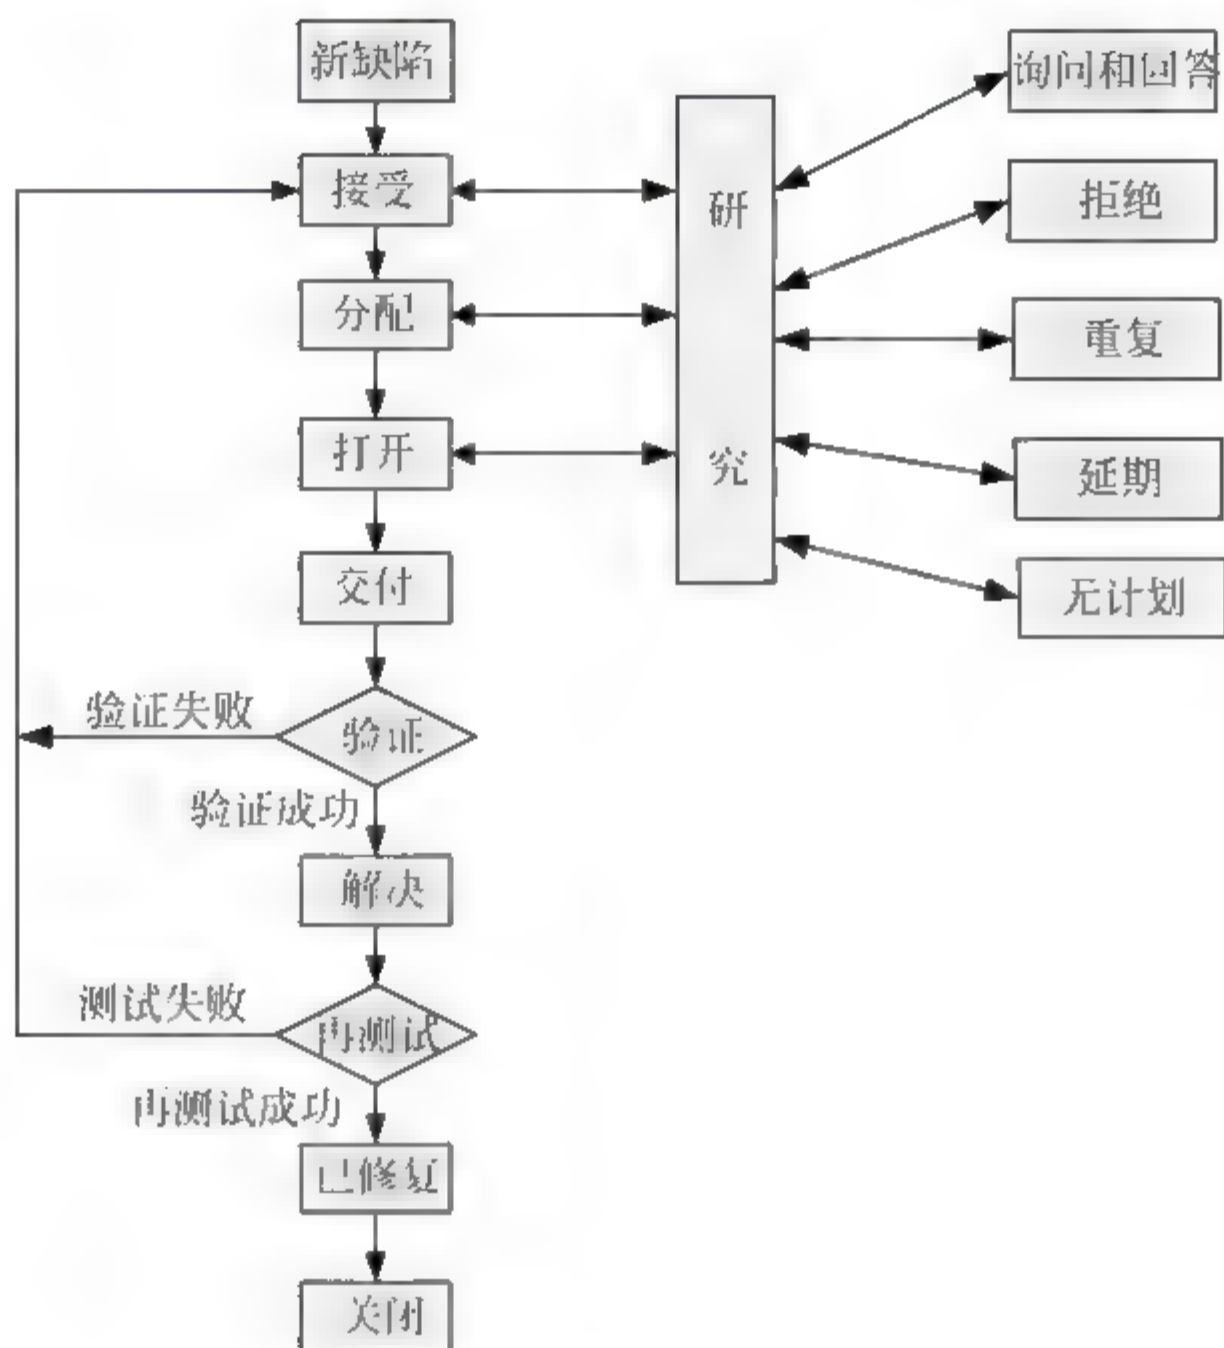 新缺陷
接受
分配
打开
交付
验证失败
验证
验证成功
解决
测试失败
再测试
再测试成功
已修复
关闭
研
究
询问和回答
拒绝
重复
延期
无计划